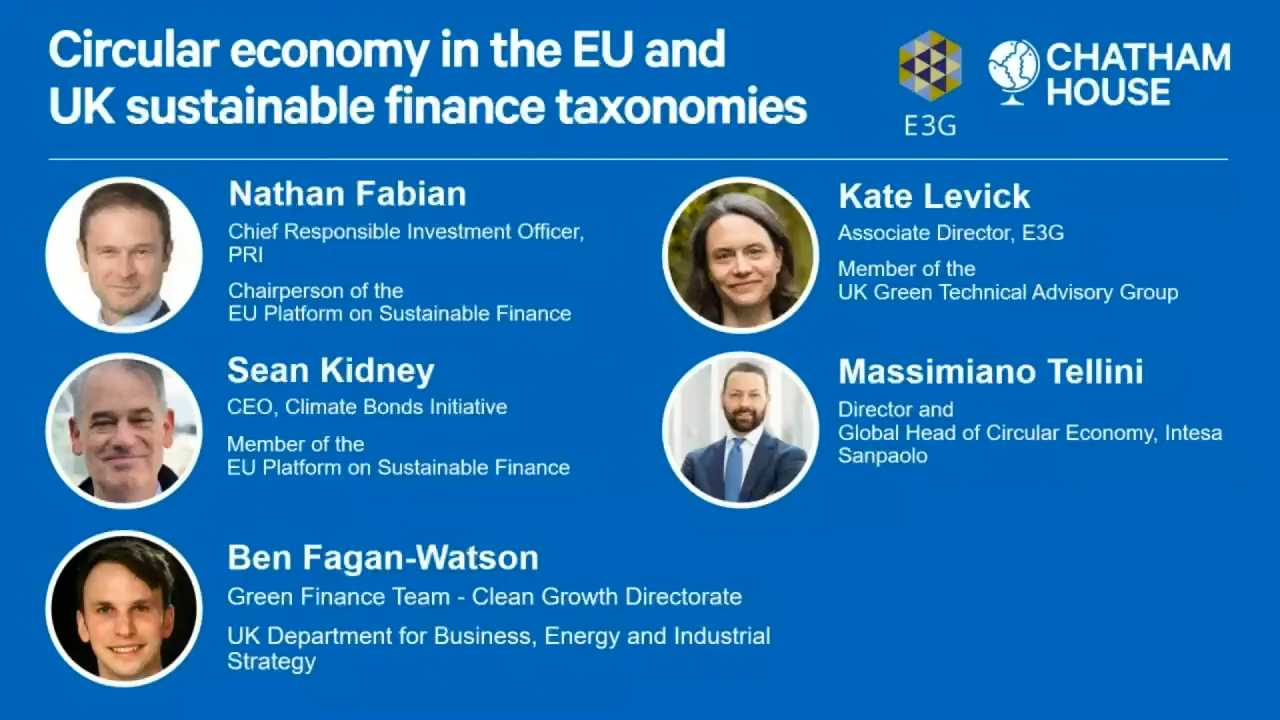 Circular economy in the EU and
UK sustainable finance taxonomies
E3G
CHATHAM
HOUSE
Nathan Fabian
Chief Responsible Investment Officer,
PRI
Chairperson of the
EU Platform on Sustainable Finance
Kate Levick
Associate Director, E3G
Member of the
UK Green Technical Advisory Group
Sean Kidney
CEO, Climate Bonds Initiative
Member of the
EU Platform on Sustainable Finance
Massimiano Tellini
Director and
Global Head of Circular Economy, Intesa
Sanpaolo
Ben Fagan-Watson
Green Finance Team - Clean Growth Directorate
UK Department for Business, Energy and Industrial
Strategy